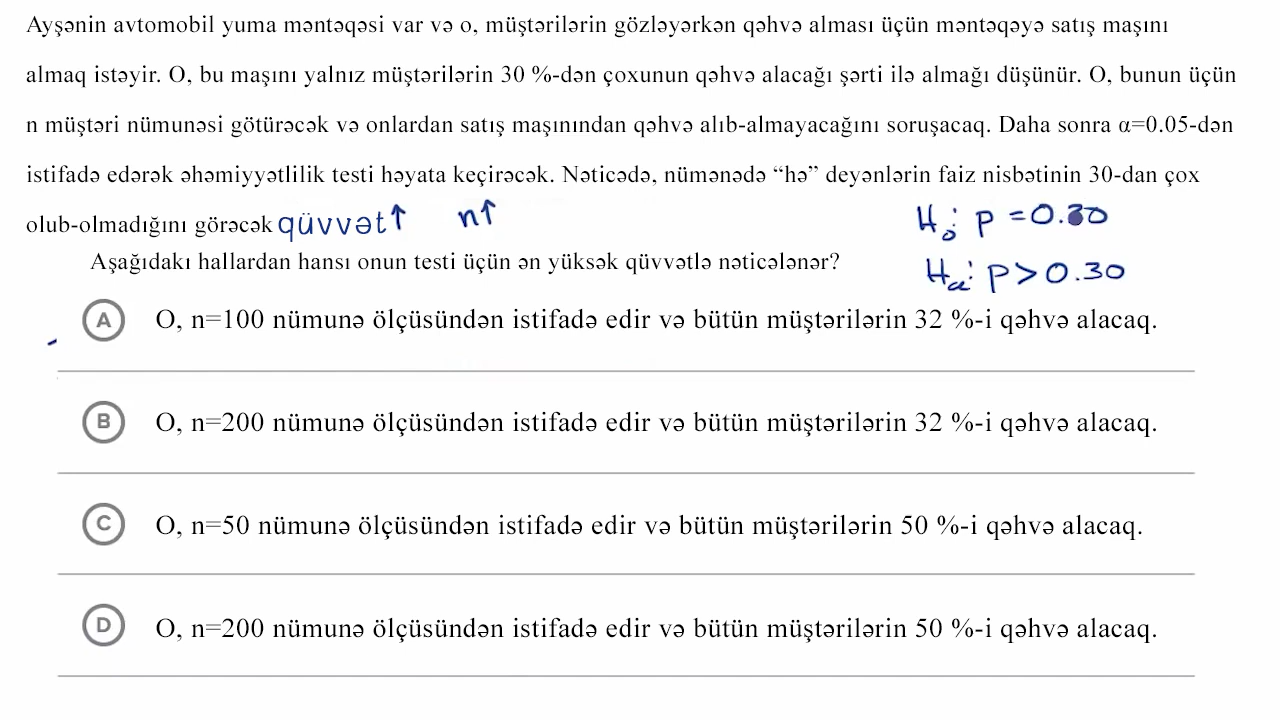 Ayşənin avtomobil yuma məntəqəsi var və o, müştərilərin gözləyərkən qəhvə alması üçün məntəqəyə satış maşını
almaq istəyir. O, bu maşını yalnız müştərilərin 30 %-dən çoxunun qəhvə alacağı şərti ilə almağı düşünür. O, bunun üçün
n müştəri nümunəsi götürəcək və onlardan satış maşınından qəhvə alıb-almayacağını soruşacaq. Daha sonra α=0.05-dən
istifadə edərək əhəmiyyətlilik testi həyata keçirəcək. Nəticədə, nümənədə “hə” deyənlərin faiz nisbətinin 30-dan çox
olub-olmadığını görəcək qüvvət↑ n↑ H₀: p = 0.30
Aşağıdakı hallardan hansı onun testi üçün ən yüksək qüvvətlə nəticələnər? Hₐ: p > 0.30
A O, n=100 nümunə ölçüsündən istifadə edir və bütün müştərilərin 32 %-i qəhvə alacaq.
B O, n=200 nümunə ölçüsündən istifadə edir və bütün müştərilərin 32 %-i qəhvə alacaq.
C O, n=50 nümunə ölçüsündən istifadə edir və bütün müştərilərin 50 %-i qəhvə alacaq.
D O, n=200 nümunə ölçüsündən istifadə edir və bütün müştərilərin 50 %-i qəhvə alacaq.